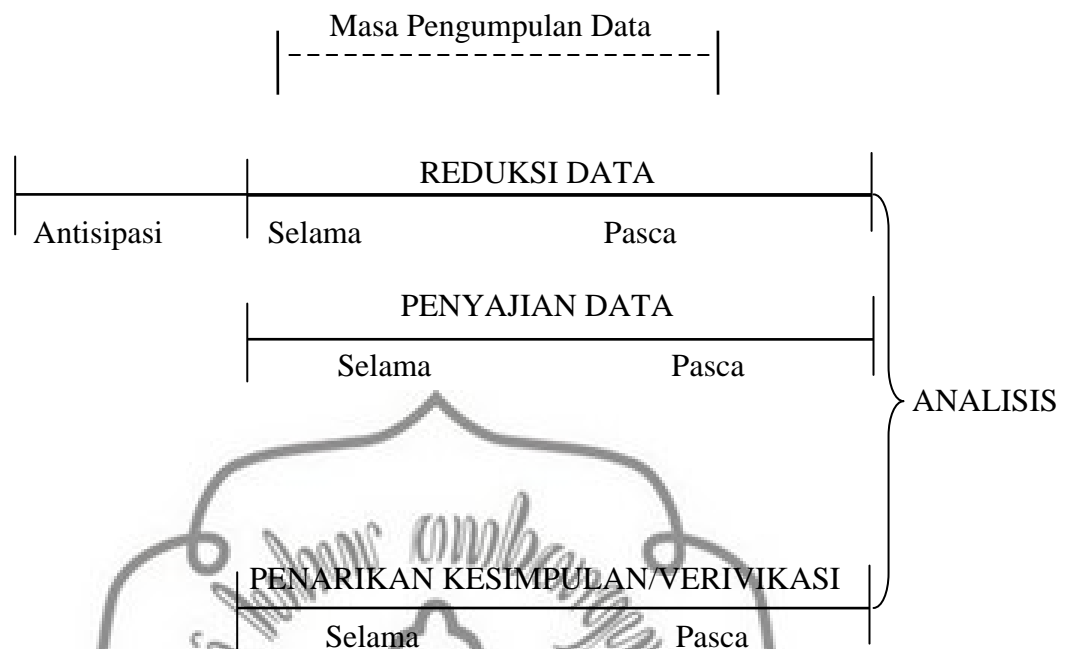 Masa Pengumpulan Data
REDUKSI DATA
Antisipasi Selama Pasca
PENYAJIAN DATA
Selama Pasca
ANALISIS
PENARIKAN KESIMPULAN/VERIVIKASI
Selama Pasca